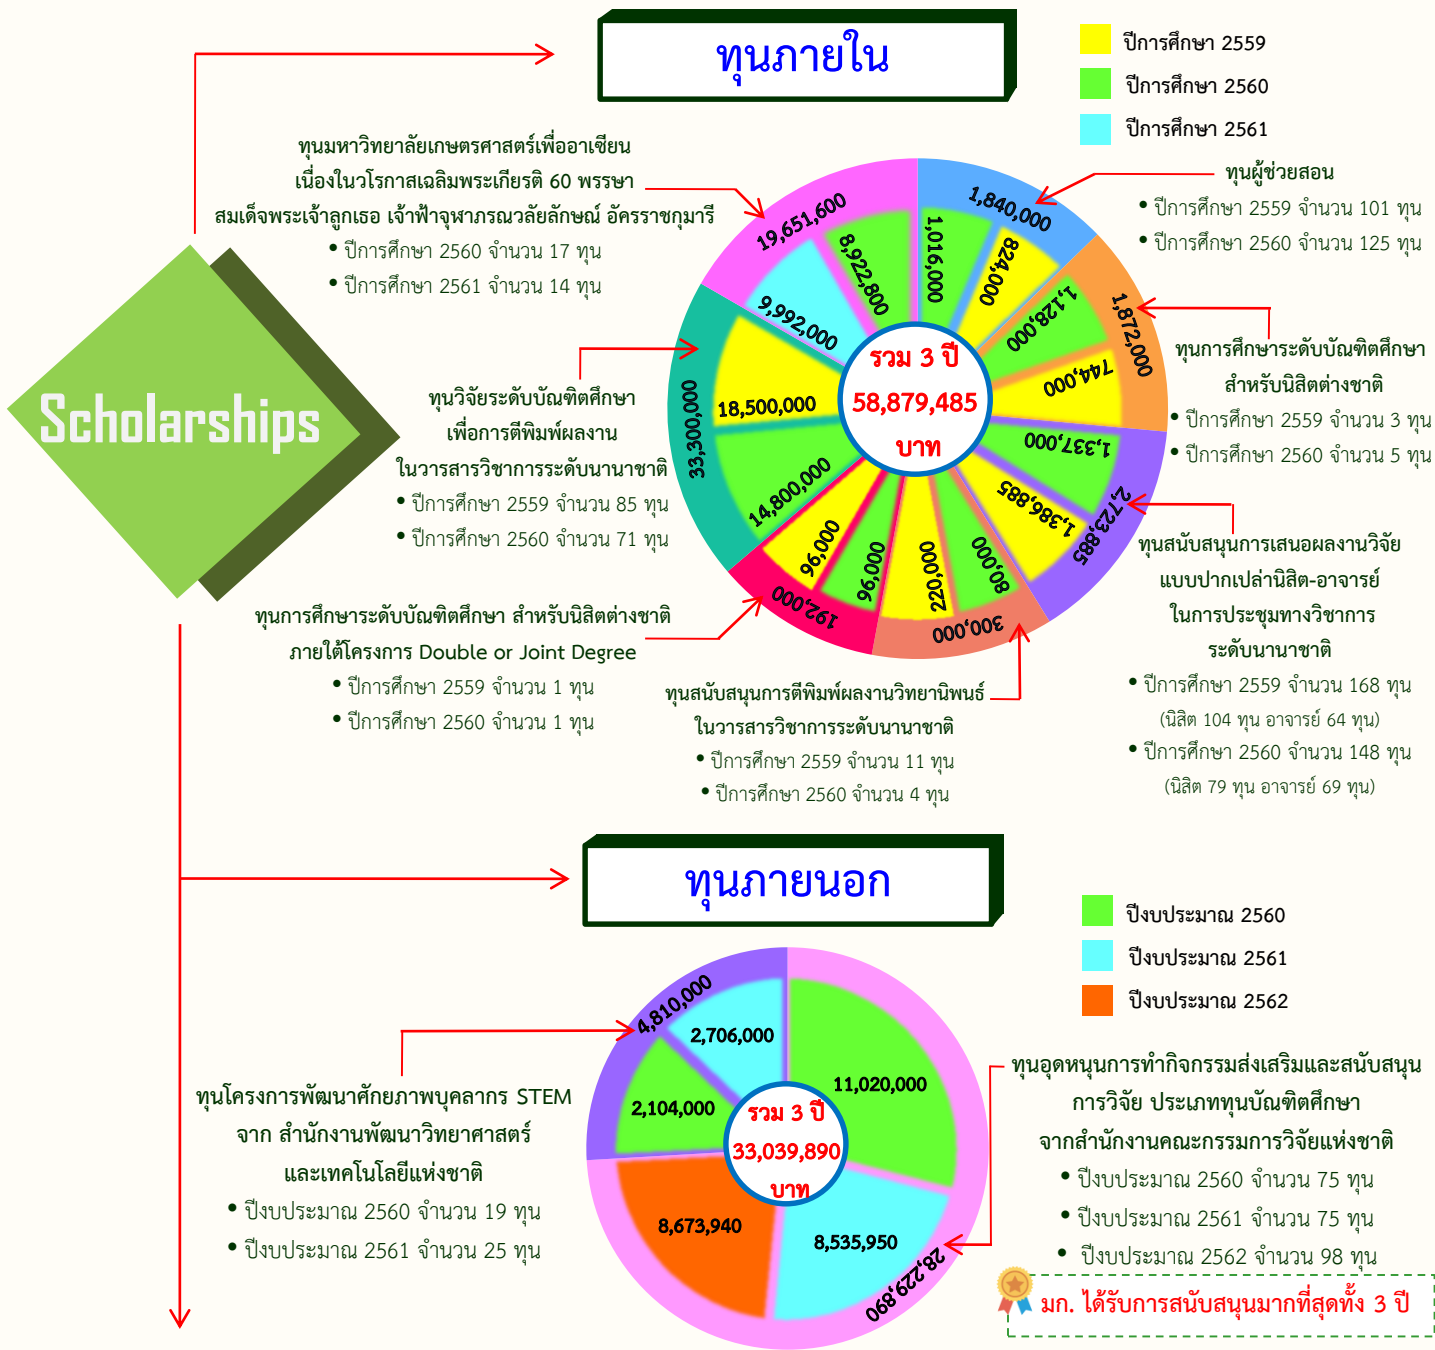 ทุนภายใน
ปีการศึกษา 2559
ปีการศึกษา 2560
ปีการศึกษา 2561
Scholarships
ทุนมหาวิทยาลัยเกษตรศาสตร์เพื่ออาเซียน
เนื่องในวโรกาสเฉลิมพระเกียรติ 60 พรรษา
สมเด็จพระเจ้าลูกเธอ เจ้าฟ้าจุฬาภรณวลัยลักษณ์ อัครราชกุมารี
• ปีการศึกษา 2560 จำนวน 17 ทุน
• ปีการศึกษา 2561 จำนวน 14 ทุน
ทุนผู้ช่วยสอน
• ปีการศึกษา 2559 จำนวน 101 ทุน
• ปีการศึกษา 2560 จำนวน 125 ทุน
ทุนการศึกษาระดับบัณฑิตศึกษา
สำหรับนิสิตต่างชาติ
• ปีการศึกษา 2559 จำนวน 3 ทุน
• ปีการศึกษา 2560 จำนวน 5 ทุน
ทุนวิจัยระดับบัณฑิตศึกษา
เพื่อการตีพิมพ์ผลงาน
ในวารสารวิชาการระดับนานาชาติ
• ปีการศึกษา 2559 จำนวน 85 ทุน
• ปีการศึกษา 2560 จำนวน 71 ทุน
19,651,600
8,922,800
9,992,000
1,840,000
1,016,000
824,000
1,872,000
1,128,000
744,000
2,723,885
1,337,000
1,386,885
300,000
80,000
220,000
192,000
96,000
96,000
33,300,000
14,800,000
18,500,000
รวม 3 ปี
58,879,485
บาท
ทุนสนับสนุนการเสนอผลงานวิจัย
แบบปากเปล่านิสิต-อาจารย์
ในการประชุมทางวิชาการ
ระดับนานาชาติ
• ปีการศึกษา 2559 จำนวน 168 ทุน
(นิสิต 104 ทุน อาจารย์ 64 ทุน)
• ปีการศึกษา 2560 จำนวน 148 ทุน
(นิสิต 79 ทุน อาจารย์ 69 ทุน)
ทุนการศึกษาระดับบัณฑิตศึกษา สำหรับนิสิตต่างชาติ
ภายใต้โครงการ Double or Joint Degree
• ปีการศึกษา 2559 จำนวน 1 ทุน
• ปีการศึกษา 2560 จำนวน 1 ทุน
ทุนสนับสนุนการตีพิมพ์ผลงานวิทยานิพนธ์
ในวารสารวิชาการระดับนานาชาติ
• ปีการศึกษา 2559 จำนวน 11 ทุน
• ปีการศึกษา 2560 จำนวน 4 ทุน
ทุนภายนอก
ปีงบประมาณ 2560
ปีงบประมาณ 2561
ปีงบประมาณ 2562
4,810,000
2,706,000
2,104,000
11,020,000
8,673,940
8,535,950
28,229,890
รวม 3 ปี
33,039,890
บาท
ทุนโครงการพัฒนาศักยภาพบุคลากร STEM
จาก สำนักงานพัฒนาวิทยาศาสตร์
และเทคโนโลยีแห่งชาติ
• ปีงบประมาณ 2560 จำนวน 19 ทุน
• ปีงบประมาณ 2561 จำนวน 25 ทุน
ทุนอุดหนุนการทำกิจกรรมส่งเสริมและสนับสนุน
การวิจัย ประเภททุนบัณฑิตศึกษา
จากสำนักงานคณะกรรมการวิจัยแห่งชาติ
• ปีงบประมาณ 2560 จำนวน 75 ทุน
• ปีงบประมาณ 2561 จำนวน 75 ทุน
• ปีงบประมาณ 2562 จำนวน 98 ทุน
มก. ได้รับการสนับสนุนมากที่สุดทั้ง 3 ปี